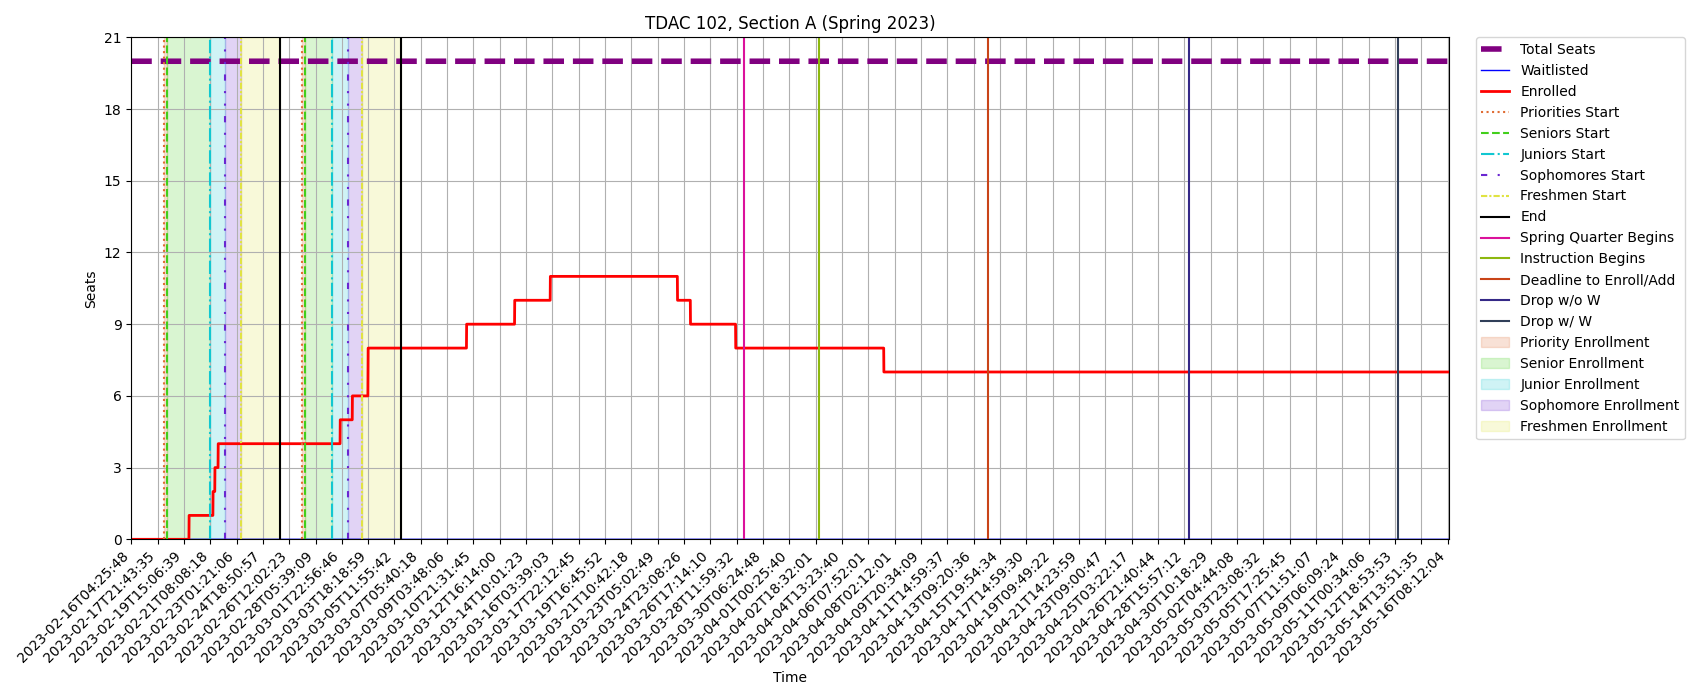 TDAC 102, Section A (Spring 2023)
Seats
21
18
15
12
9
6
3
0
2023-02-16T04:25:48
2023-02-17T21:43:35
2023-02-19T15:06:39
2023-02-21T08:08:18
2023-02-23T01:21:06
2023-02-24T18:50:57
2023-02-26T12:02:23
2023-02-28T05:39:09
2023-03-01T22:56:46
2023-03-03T18:18:59
2023-03-05T11:55:42
2023-03-07T05:40:18
2023-03-09T03:48:06
2023-03-10T21:31:45
2023-03-12T16:14:00
2023-03-14T10:01:23
2023-03-16T03:39:03
2023-03-17T22:12:45
2023-03-19T16:45:52
2023-03-21T10:42:18
2023-03-23T05:02:49
2023-03-24T23:08:26
2023-03-26T17:14:10
2023-03-28T11:59:32
2023-03-30T06:24:48
2023-04-01T00:25:40
2023-04-02T18:32:01
2023-04-04T13:23:40
2023-04-06T07:52:01
2023-04-08T02:12:01
2023-04-09T20:34:09
2023-04-11T14:59:37
2023-04-13T09:20:36
2023-04-15T19:54:34
2023-04-17T14:59:30
2023-04-19T09:49:22
2023-04-21T14:23:59
2023-04-23T09:00:47
2023-04-25T03:22:17
2023-04-26T21:40:44
2023-04-28T15:57:12
2023-04-30T10:18:29
2023-05-02T04:44:08
2023-05-03T23:08:32
2023-05-05T17:25:45
2023-05-07T11:51:07
2023-05-09T06:09:24
2023-05-11T00:34:06
2023-05-12T18:53:53
2023-05-14T13:51:35
2023-05-16T08:12:04
Time
Total Seats
Waitlisted
Enrolled
Priorities Start
Seniors Start
Juniors Start
Sophomores Start
Freshmen Start
End
Spring Quarter Begins
Instruction Begins
Deadline to Enroll/Add
Drop w/o W
Drop w/ W
Priority Enrollment
Senior Enrollment
Junior Enrollment
Sophomore Enrollment
Freshmen Enrollment